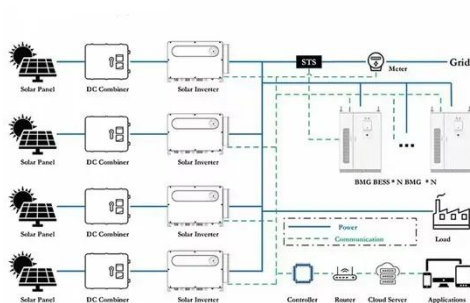 STS
Meter
Grid
Solar Panel
DC Combiner
Solar Inverter
Solar Panel
DC Combiner
Solar Inverter
BMG BESS * N BMG * N
Solar Panel
DC Combiner
Solar Inverter
Power
Communication
Load
Solar Panel
DC Combiner
Solar Inverter
Controller
Router
Cloud Server
Applications